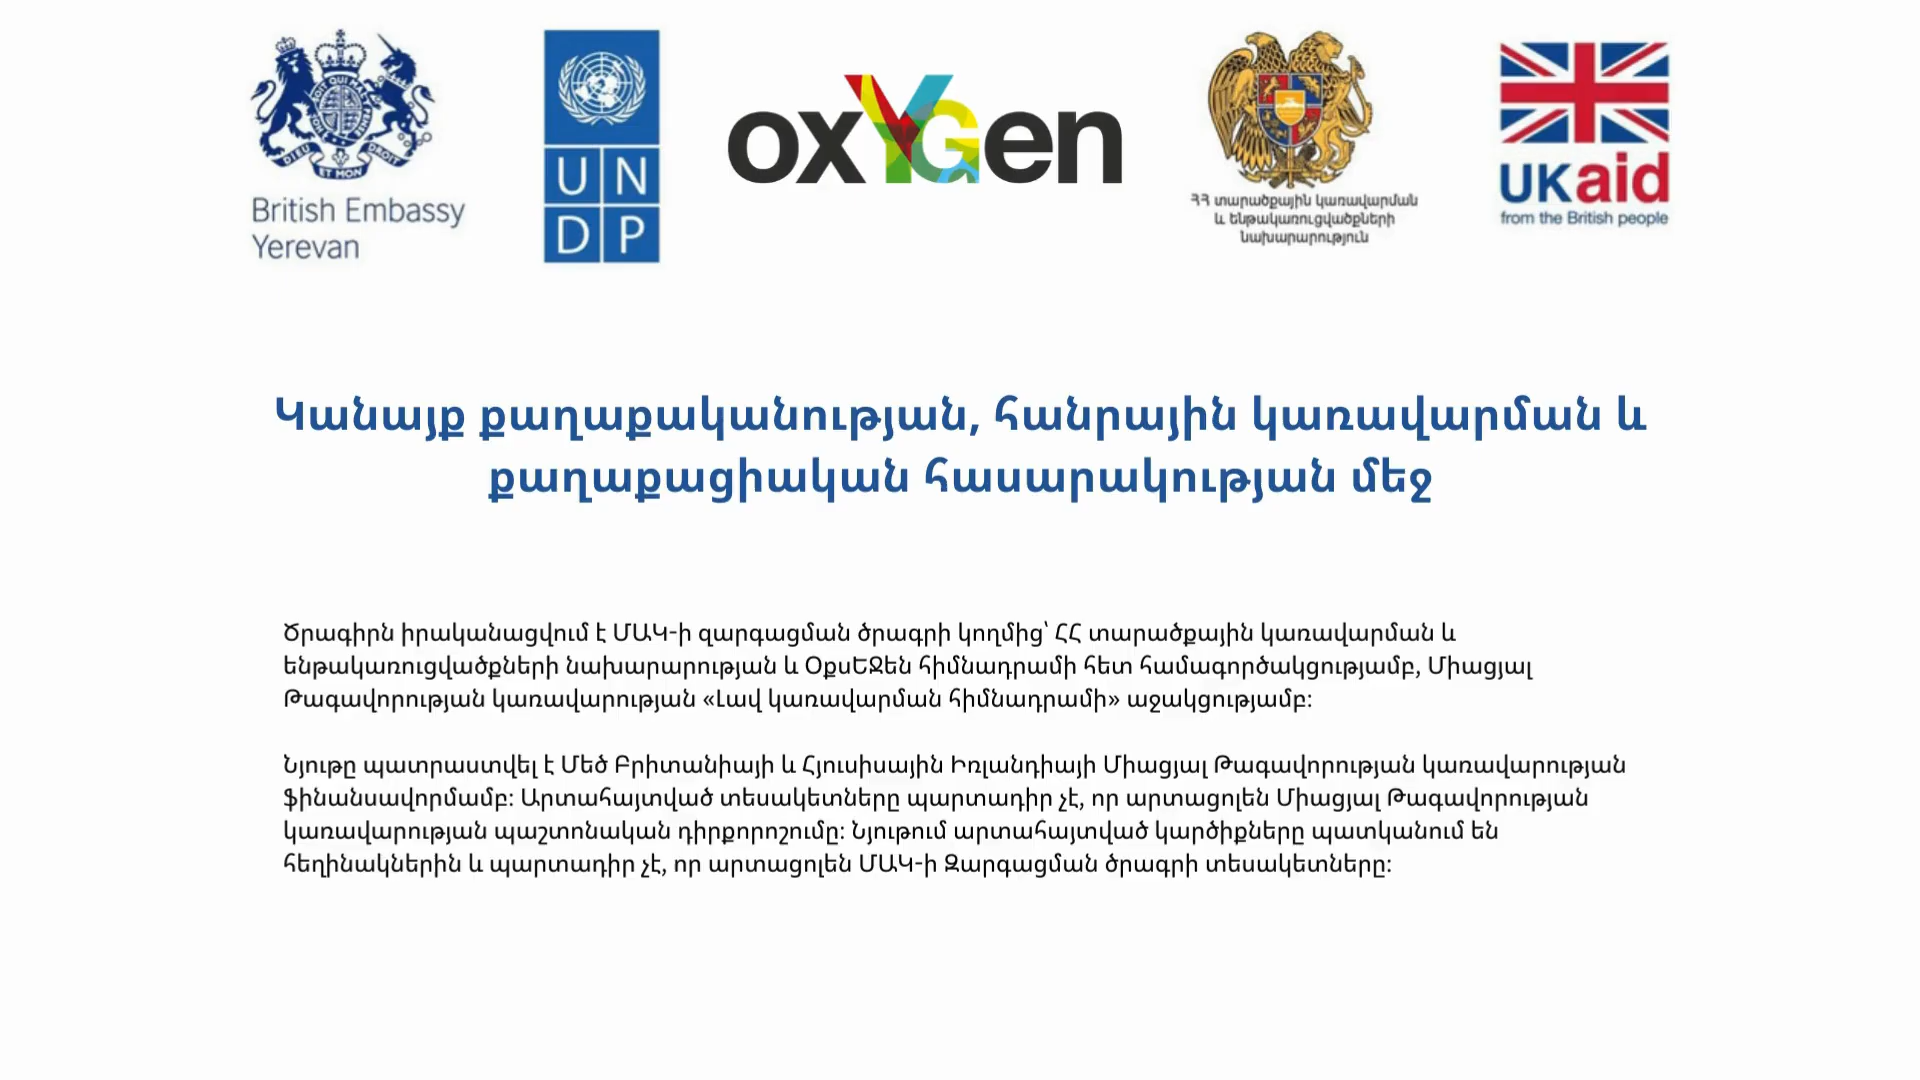 British Embassy
Yerevan
U N
D P
oxYGen
ՀՀ տարածքային կառավարման
և ենթակառուցվածքների
նախարարություն
UKaid
from the British people
Կանայք քաղաքականության, հանրային կառավարման և
քաղաքացիական հասարակության մեջ
Ծրագիրն իրականացվում է ՄԱԿ-ի զարգացման ծրագրի կողմից՝ ՀՀ տարածքային կառավարման և
ենթակառուցվածքների նախարարության և ՕքսԵՋեն հիմնադրամի հետ համագործակցությամբ, Միացյալ
Թագավորության կառավարության «Լավ կառավարման հիմնադրամի» աջակցությամբ։
Նյութը պատրաստվել է Մեծ Բրիտանիայի և Հյուսիսային Իռլանդիայի Միացյալ Թագավորության կառավարության
ֆինանսավորմամբ։ Արտահայտված տեսակետները պարտադիր չէ, որ արտացոլեն Միացյալ Թագավորության
կառավարության պաշտոնական դիրքորոշումը։ Նյութում արտահայտված կարծիքները պատկանում են
հեղինակներին և պարտադիր չէ, որ արտացոլեն ՄԱԿ-ի Զարգացման ծրագրի տեսակետները։